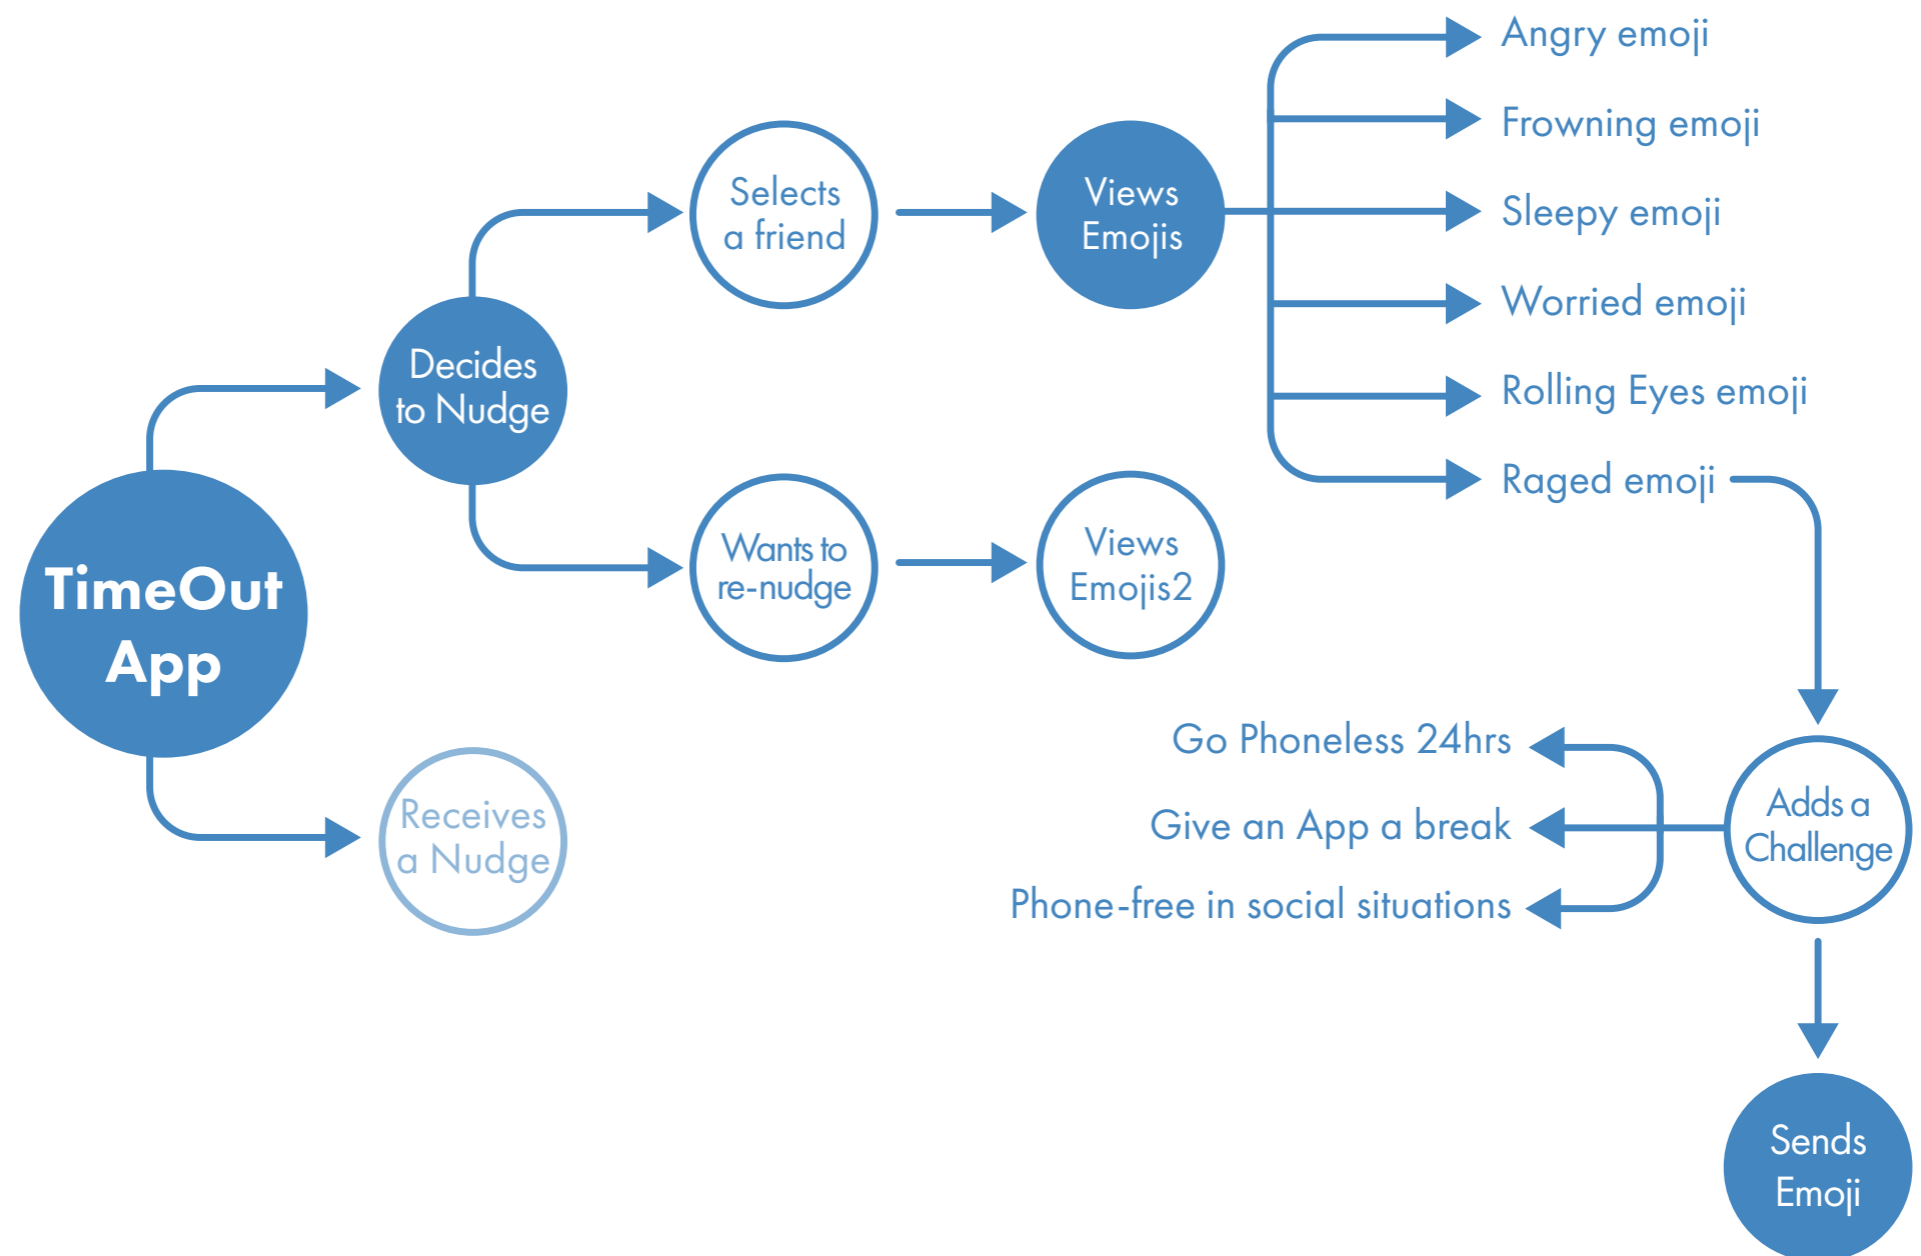 TimeOut
App
Decides
to Nudge
Receives
a Nudge
Selects
a friend
Wants to
re-nudge
Views
Emojis
Views
Emojis2
Angry emoji
Frowning emoji
Sleepy emoji
Worried emoji
Rolling Eyes emoji
Raged emoji
Adds a
Challenge
Go Phoneless 24hrs
Give an App a break
Phone-free in social situations
Sends
Emoji